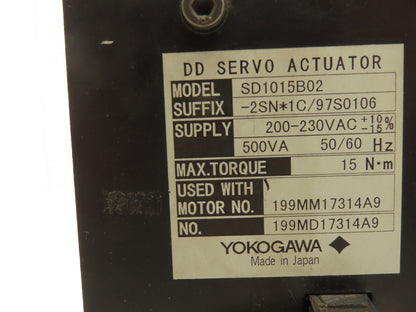 DD SERVO ACTUATOR
MODEL SD1015B02
SUFFIX -2SN*1C/97S0106
SUPPLY 200-230VAC +10% -15%
500VA 50/60 Hz
MAX.TORQUE 15 N·m
USED WITH
MOTOR NO. 199MM17314A9
NO. 199MD17314A9
YOKOGAWA
Made in Japan